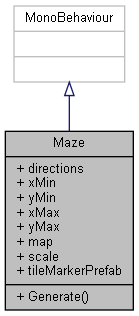 MonoBehaviour
Maze
+ directions
+ xMin
+ yMin
+ xMax
+ yMax
+ map
+ scale
+ tileMarkerPrefab
+ Generate()